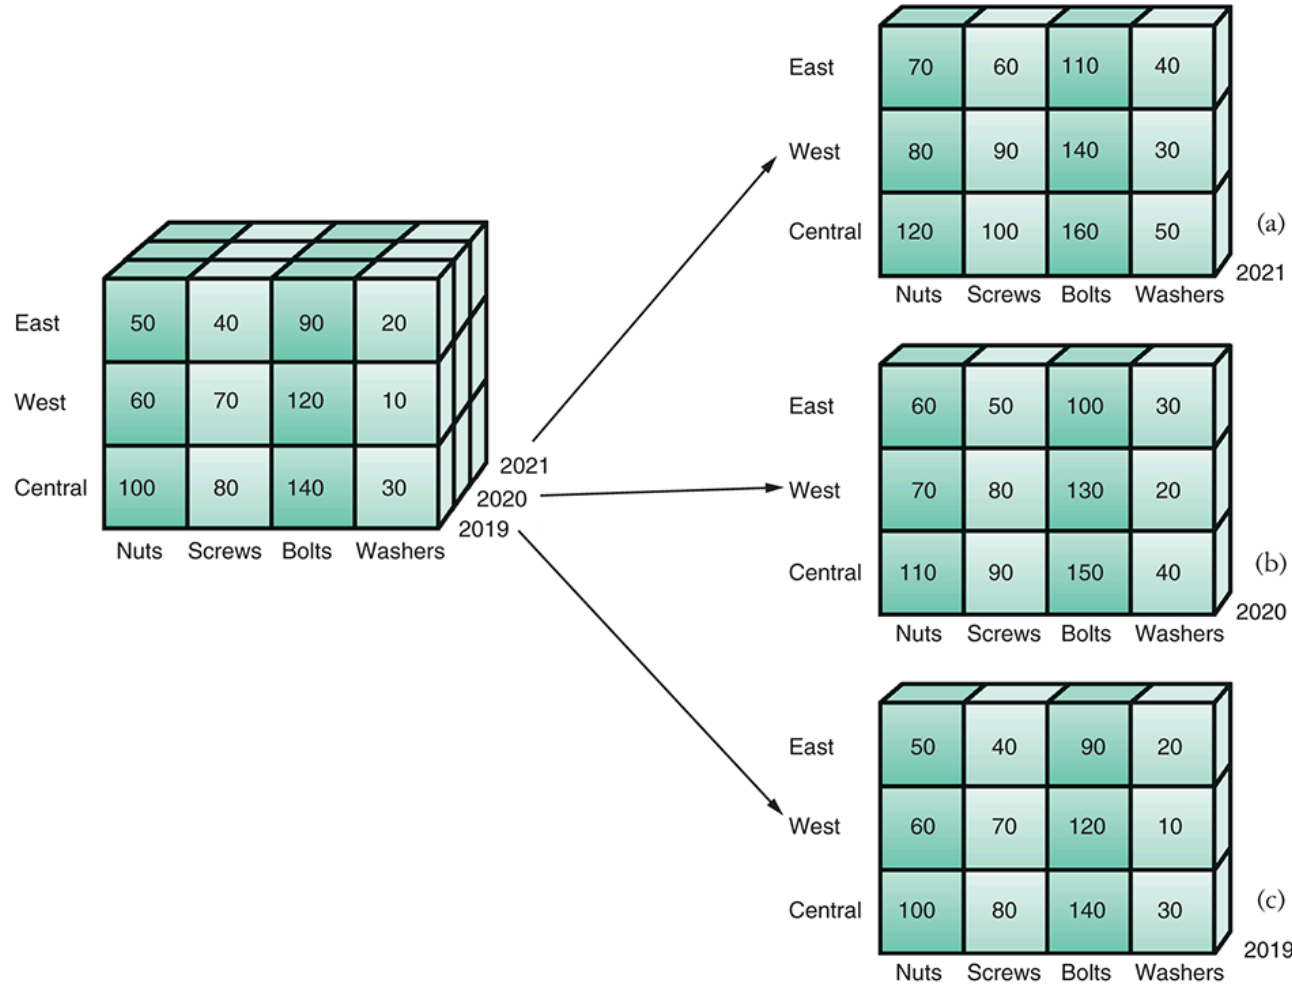 East 50 40 90 20
West 60 70 120 10
Central 100 80 140 30
Nuts Screws Bolts Washers
2021
2020
2019
East 70 60 110 40
West 80 90 140 30
Central 120 100 160 50
(a)
2021
Nuts Screws Bolts Washers
East 60 50 100 30
West 70 80 130 20
Central 110 90 150 40
(b)
2020
Nuts Screws Bolts Washers
East 50 40 90 20
West 60 70 120 10
Central 100 80 140 30
(c)
2019
Nuts Screws Bolts Washers